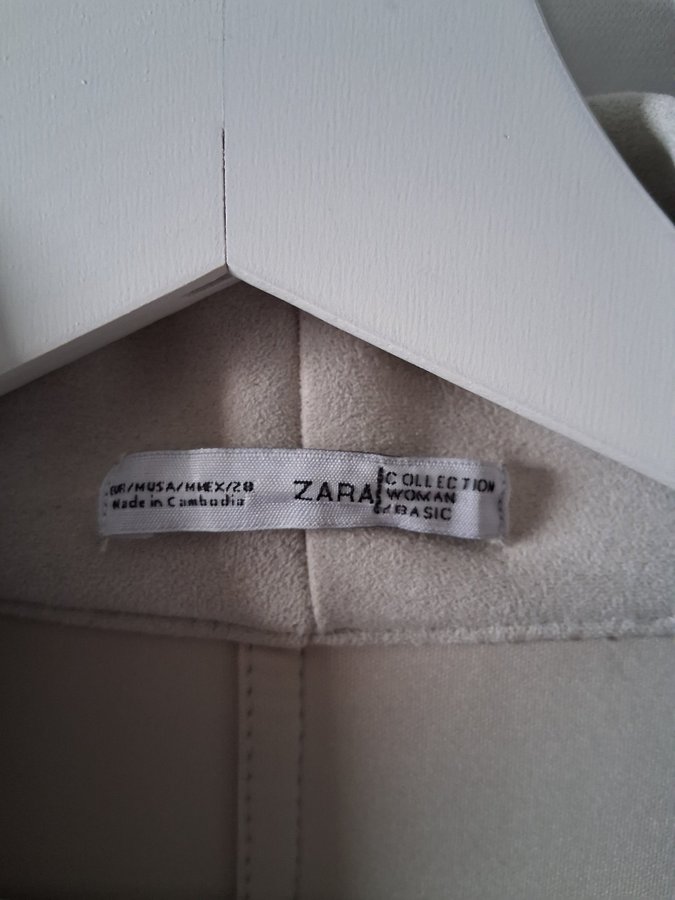 EUR/MUSA/MMEX/28
Made in Cambodia
ZARA
COLLECTION
WOMAN
BASIC